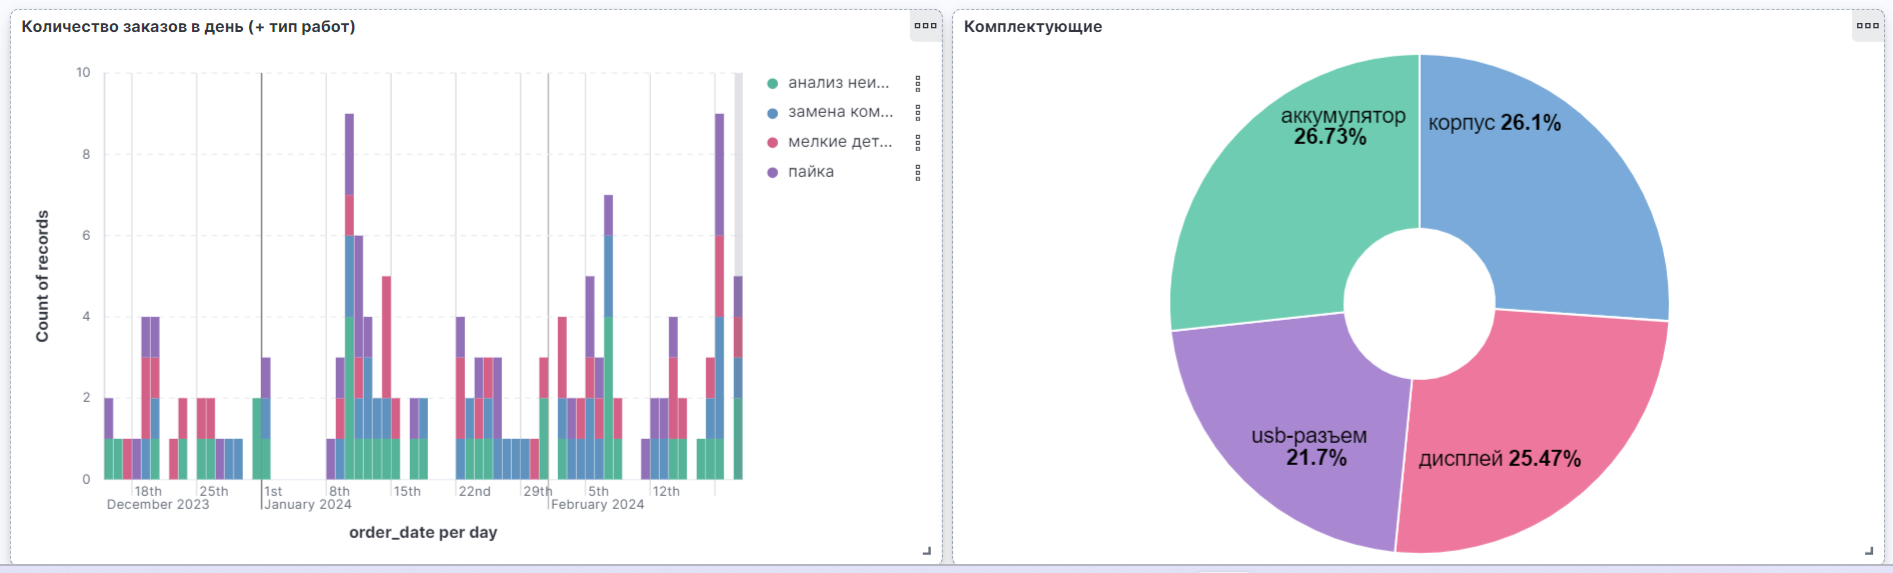 Количество заказов в день (+ тип работ)
10
8
6
4
2
0
Count of records
18th
25th
1st
8th
15th
22nd
29th
5th
12th
December 2023
January 2024
February 2024
order_date per day
анализ неи...
замена ком...
мелкие дет...
пайка
Комплектующие
аккумулятор
26.73%
корпус 26.1%
usb-разъем
21.7%
дисплей 25.47%